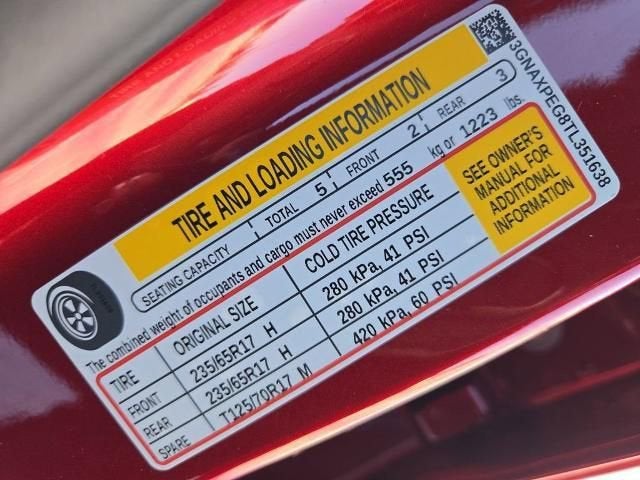 TIRE AND LOADING INFORMATION
SEATING CAPACITY TOTAL 5 FRONT 2 REAR 3
The combined weight of occupants and cargo must never exceed 555 kg or 1223 lbs.
TIRE ORIGINAL SIZE COLD TIRE PRESSURE
FRONT 235/65R17 H 280 kPa, 41 PSI
REAR 235/65R17 H 280 kPa, 41 PSI
SPARE T125/70R17 M 420 kPa, 60 PSI
SEE OWNER'S
MANUAL FOR
ADDITIONAL
INFORMATION
3GNAXPEG8TL351638